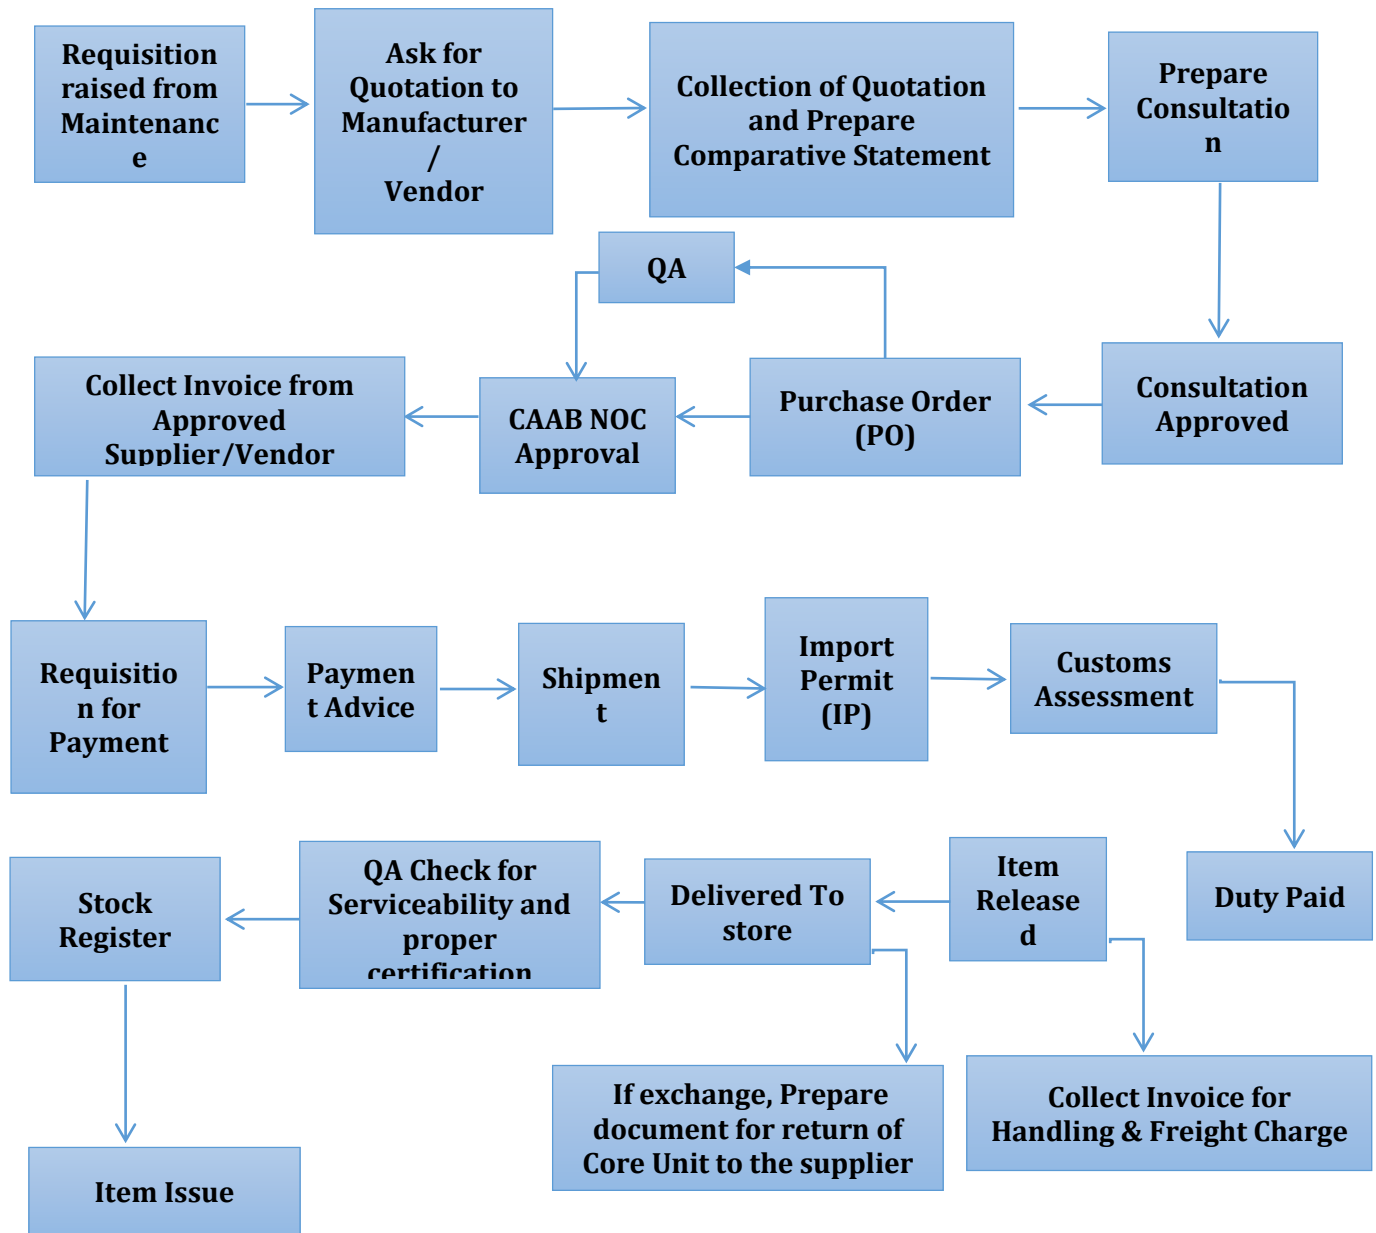 Requisition
raised from
Maintenanc
e
Ask for
Quotation to
Manufacturer
/
Vendor
Collection of Quotation
and Prepare
Comparative Statement
Prepare
Consultatio
n
QA
Collect Invoice from
Approved
Supplier/Vendor
CAAB NOC
Approval
Purchase Order
(PO)
Consultation
Approved
Requisitio
n for
Payment
Paymen
t Advice
Shipmen
t
Import
Permit
(IP)
Customs
Assessment
Stock
Register
QA Check for
Serviceability and
proper
certification
Delivered To
store
Item
Release
d
Duty Paid
If exchange, Prepare
document for return of
Core Unit to the supplier
Collect Invoice for
Handling & Freight Charge
Item Issue